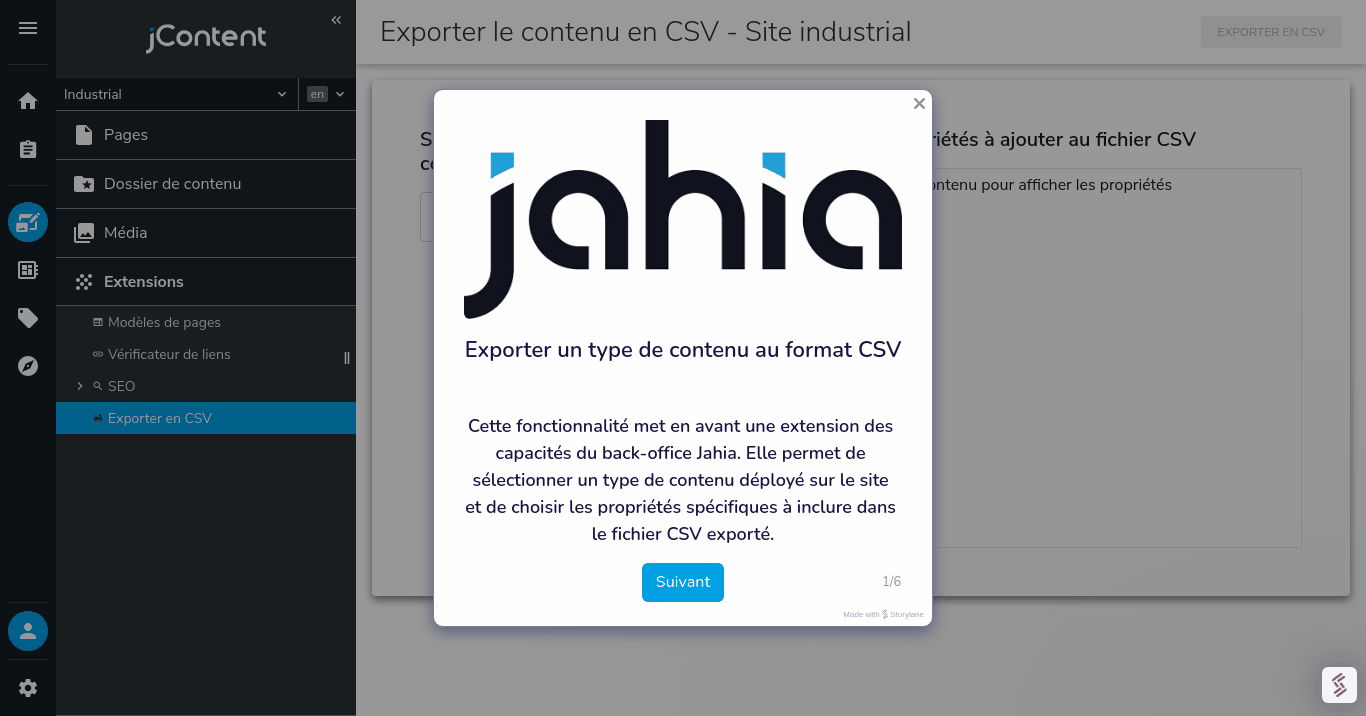 jContent
Industrial
en
Pages
Dossier de contenu
Média
Extensions
Modèles de pages
Vérificateur de liens
SEO
Exporter en CSV
Exporter le contenu en CSV - Site industrial
EXPORTER EN CSV
riétés à ajouter au fichier CSV
ontenu pour afficher les propriétés
jahia
Exporter un type de contenu au format CSV
Cette fonctionnalité met en avant une extension des
capacités du back-office Jahia. Elle permet de
sélectionner un type de contenu déployé sur le site
et de choisir les propriétés spécifiques à inclure dans
le fichier CSV exporté.
Suivant
1/6
Made with Storylane